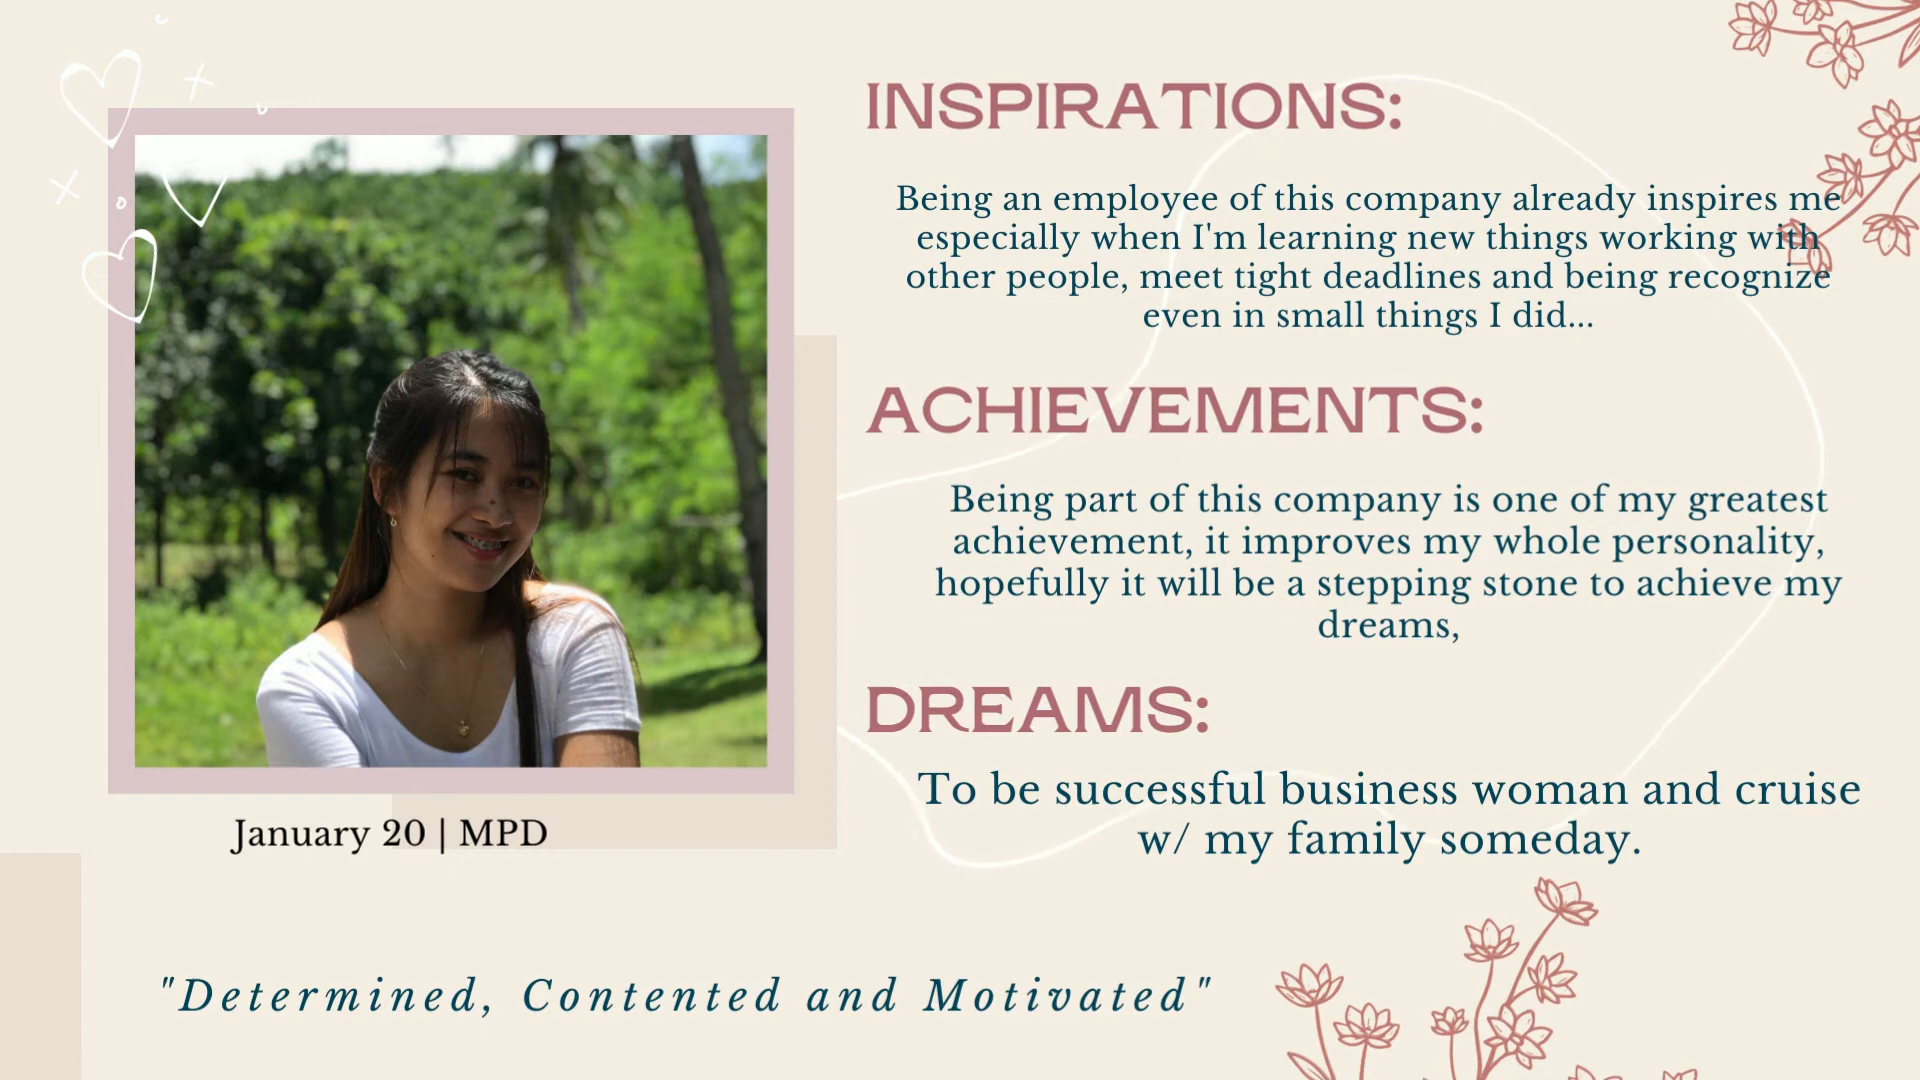 INSPIRATIONS:
Being an employee of this company already inspires me
especially when I'm learning new things working with
other people, meet tight deadlines and being recognize
even in small things I did...
ACHIEVEMENTS:
Being part of this company is one of my greatest
achievement, it improves my whole personality,
hopefully it will be a stepping stone to achieve my
dreams,
DREAMS:
To be successful business woman and cruise
w/ my family someday.
January 20 | MPD
"Determined, Contented and Motivated"